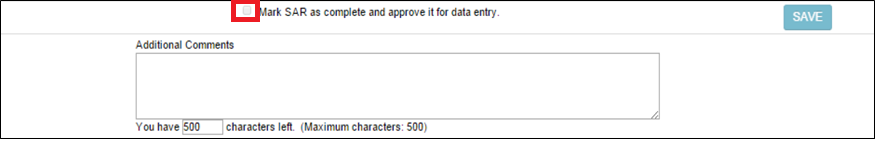 Mark SAR as complete and approve it for data entry.
SAVE
Additional Comments
You have 500 characters left. (Maximum characters: 500)